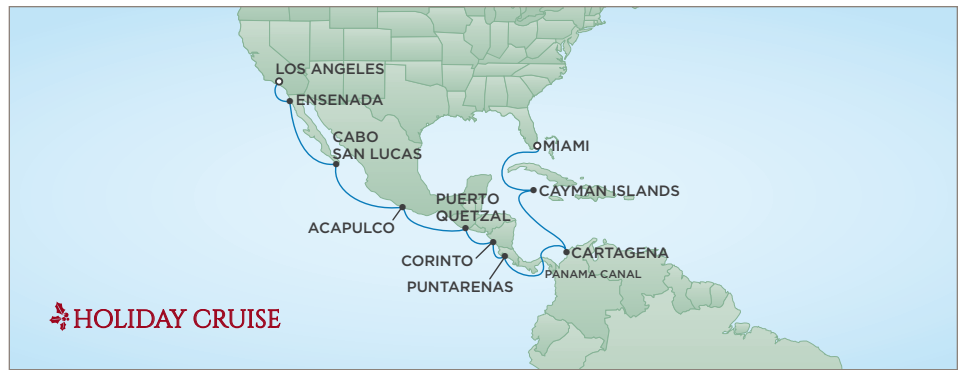 LOS ANGELES
ENSENADA
CABO
SAN LUCAS
MIAMI
CAYMAN ISLANDS
PUERTO
QUETZAL
ACAPULCO
CORINTO
CARTAGENA
PANAMA CANAL
PUNTARENAS
HOLIDAY CRUISE